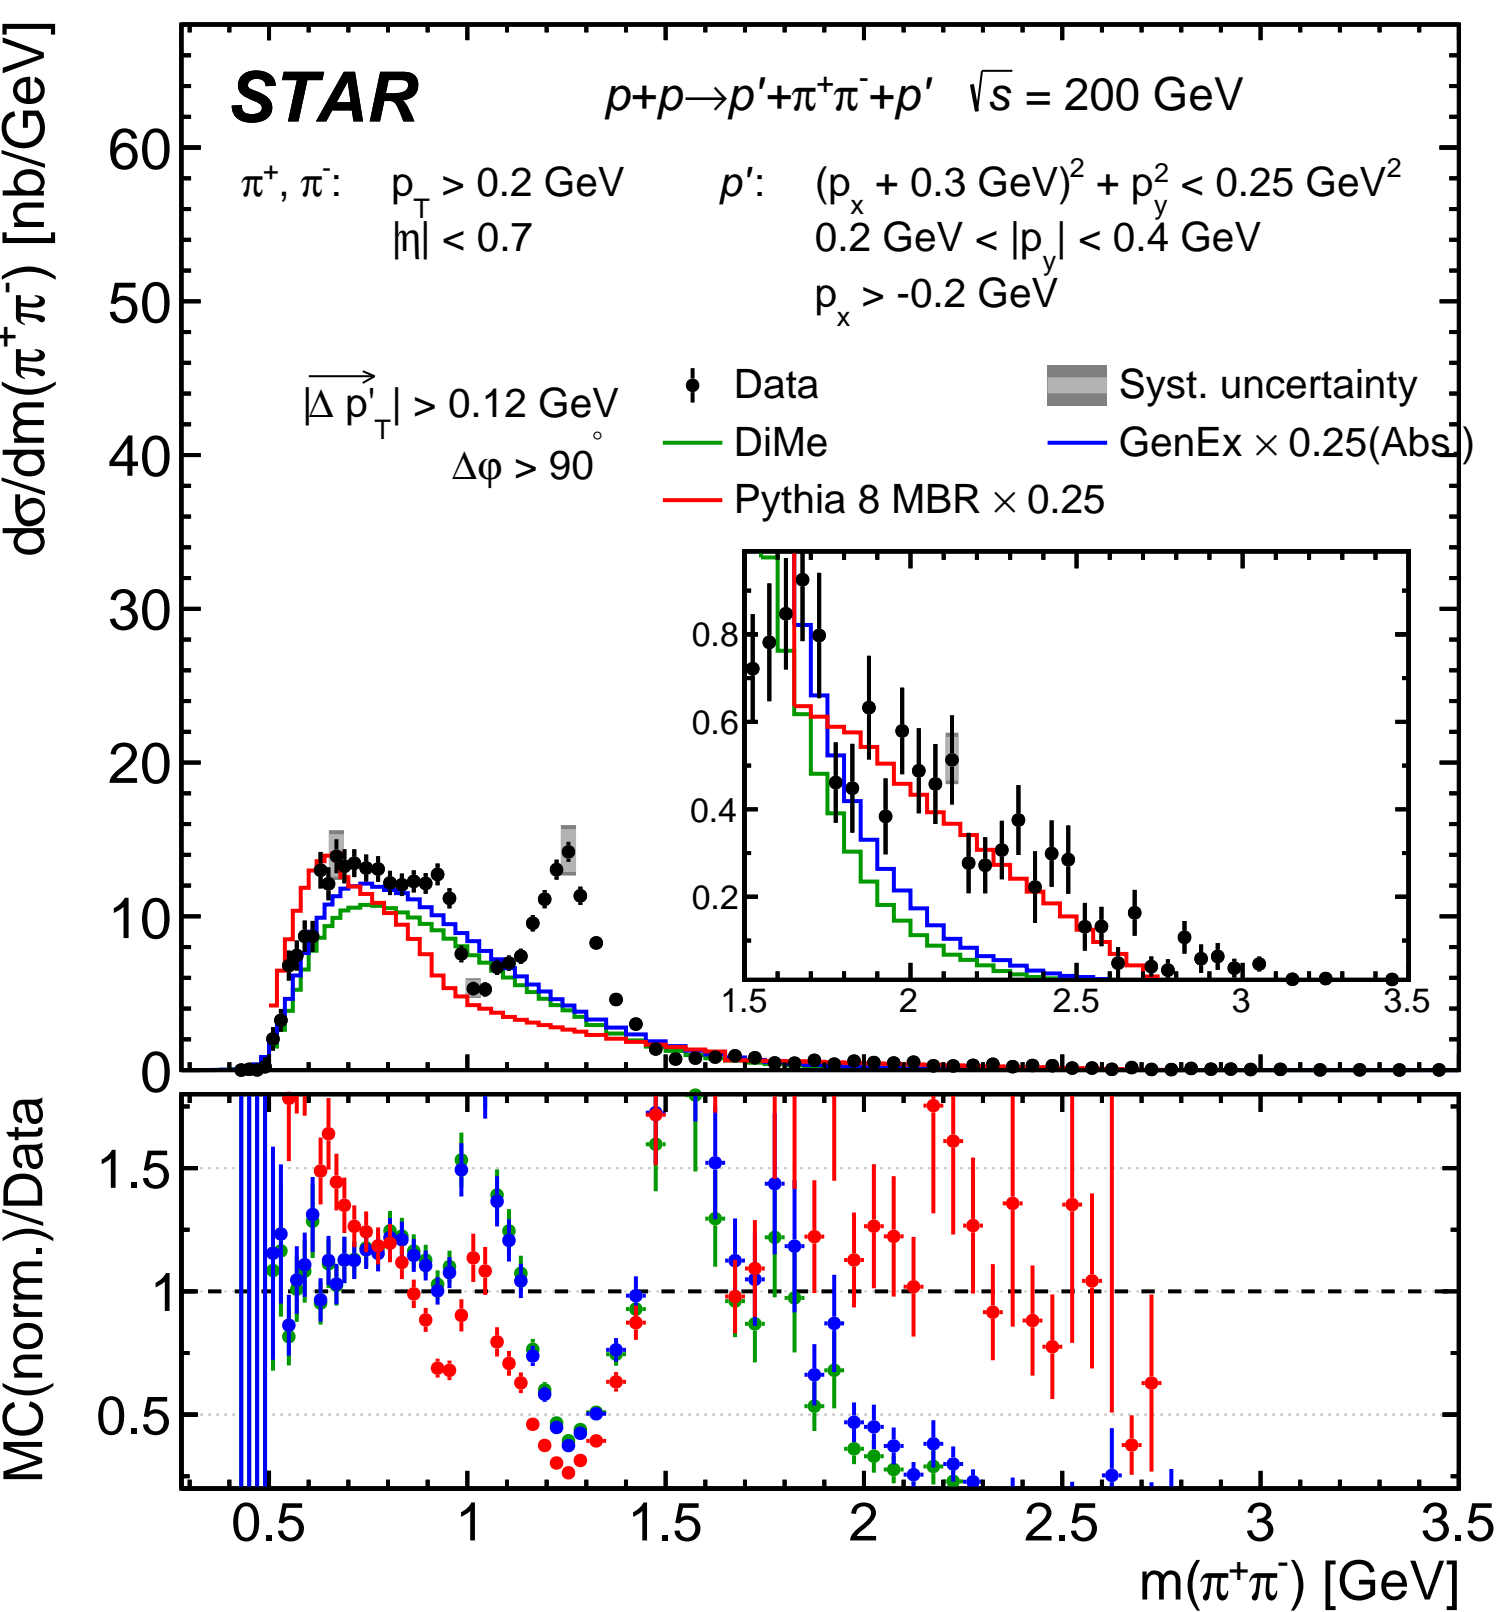 STAR
p+p→p′+π⁺π⁻+p′ √s = 200 GeV
π⁺, π⁻: p_T > 0.2 GeV p′: (p_x + 0.3 GeV)² + p_y² < 0.25 GeV²
|η| < 0.7 0.2 GeV < |p_y| < 0.4 GeV
p_x > -0.2 GeV
|Δ p'_T| > 0.12 GeV
Δφ > 90°
Data
Syst. uncertainty
DiMe
GenEx × 0.25(Abs.)
Pythia 8 MBR × 0.25
dσ/dm(π⁺π⁻) [nb/GeV]
60
50
40
30
20
10
0
0.8
0.6
0.4
0.2
1.5 2 2.5 3 3.5
MC(norm.)/Data
1.5
1
0.5
0.5 1 1.5 2 2.5 3 3.5
m(π⁺π⁻) [GeV]